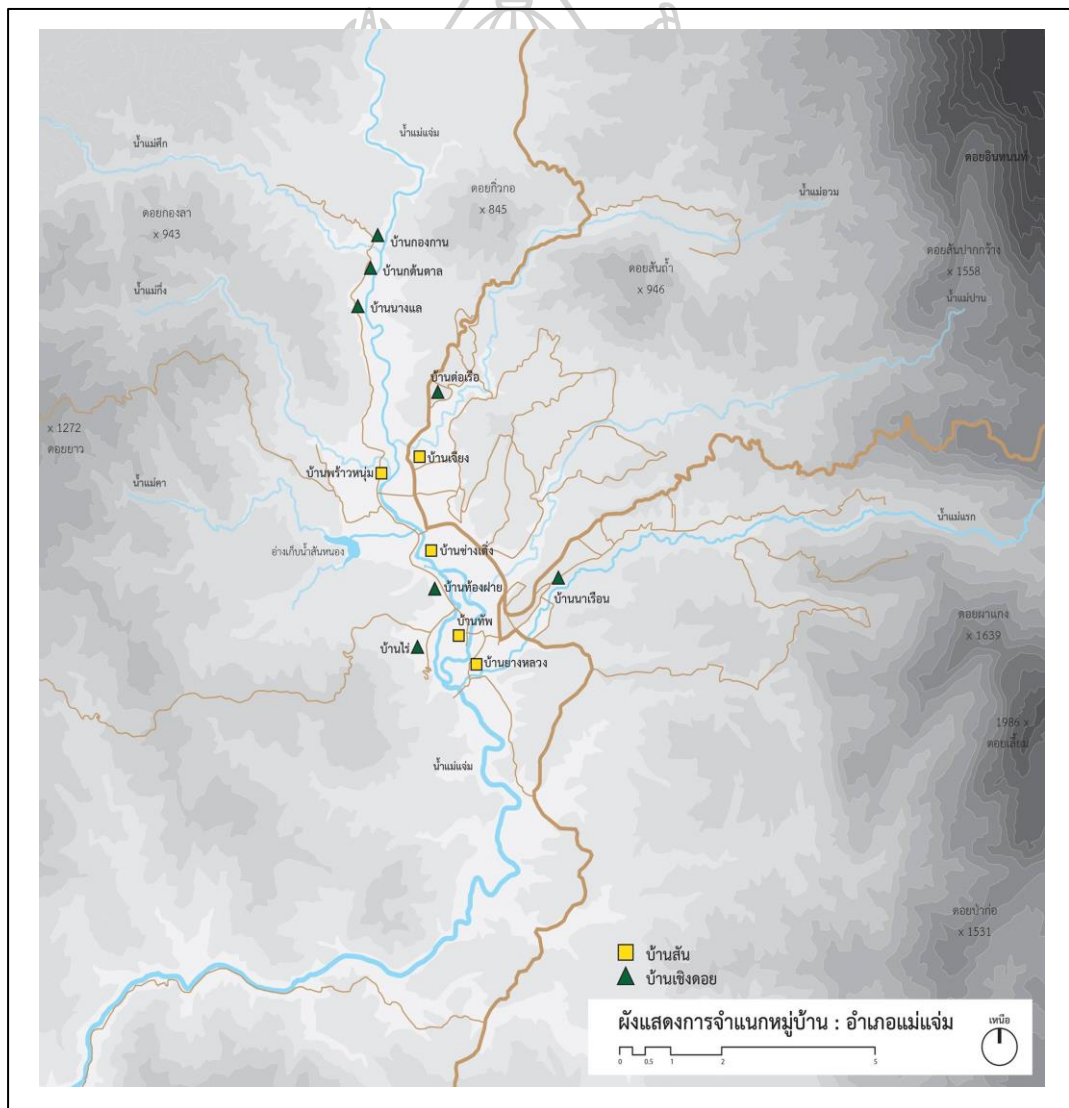 น้ำแม่ศึก
น้ำแม่แจ่ม
ดอยอินทนนท์
ดอยกิ่วกอ
x 845
น้ำแม่อวม
ดอยกองลา
x 943
บ้านกองกาน
บ้านกต้นตาล
บ้านนางแล
ดอยสันถ้ำ
x 946
ดอยสันปากกว้าง
x 1558
น้ำแม่ปาน
น้ำแม่กึ่ง
บ้านต่อเรือ
x 1272
ดอยยาว
บ้านเจียง
บ้านพร้าวหนุ่ม
น้ำแม่คา
น้ำแม่แรก
อ่างเก็บน้ำสันหนอง
บ้านช่างเคิ่ง
บ้านท้องฝาย
บ้านนาเรือน
บ้านทัพ
ดอยผาแกง
x 1639
บ้านไร่
บ้านยางหลวง
1986 x
ดอยเลี้ยม
น้ำแม่แจ่ม
ดอยป่าก่อ
x 1531
บ้านสัน
บ้านเชิงดอย
ผังแสดงการจำแนกหมู่บ้าน : อำเภอแม่แจ่ม
เหนือ
0 0.5 1 2 5